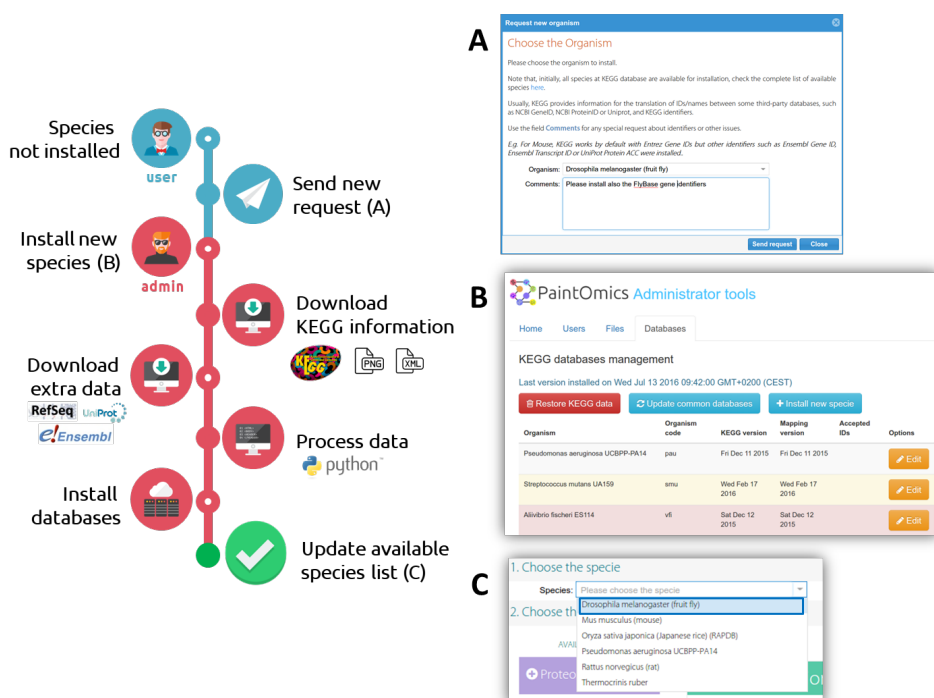 Species
not installed
user
Send new
request (A)
Install new
species (B)
admin
Download
KEGG information
KEGG
PNG
XML
Download
extra data
RefSeq
UniProt
e!Ensembl
Process data
python
Install
databases
Update available
species list (C)
A
Request new organism
Choose the Organism
Please choose the organism to install.
Note that, initially, all species at KEGG database are available for installation, check the complete list of available
species here.
Usually, KEGG provides information for the translation of IDs/names between some third-party databases, such
as NCBI GeneID, NCBI ProteinID or Uniprot, and KEGG identifiers.
Use the field Comments for any special request about identifiers or other issues.
E.g. For Mouse, KEGG works by default with Entrez Gene IDs but other identifiers such as Ensembl Gene ID,
Ensembl Transcript ID or UniProt Protein ACC were installed..
Organism: Drosophila melanogaster (fruit fly)
Comments: Please install also the FlyBase gene identifiers
Send request Close
B
PaintOmics Administrator tools
Home Users Files Databases
KEGG databases management
Last version installed on Wed Jul 13 2016 09:42:00 GMT+0200 (CEST)
Restore KEGG data Update common databases + Install new specie
Organism Organism code KEGG version Mapping version Accepted IDs Options
Pseudomonas aeruginosa UCBPP-PA14 pau Fri Dec 11 2015 Fri Dec 11 2015 Edit
Streptococcus mutans UA159 smu Wed Feb 17 2016 Wed Feb 17 2016 Edit
Aliivibrio fischeri ES114 vfi Sat Dec 12 2015 Sat Dec 12 2015 Edit
C
1. Choose the specie
Species: Please choose the specie
Drosophila melanogaster (fruit fly)
2. Choose th
Mus musculus (mouse)
Oryza sativa japonica (Japanese rice) (RAPDB)
AVAI
Pseudomonas aeruginosa UCBPP-PA14
Proteo
Rattus norvegicus (rat)
Thermocrinis ruber